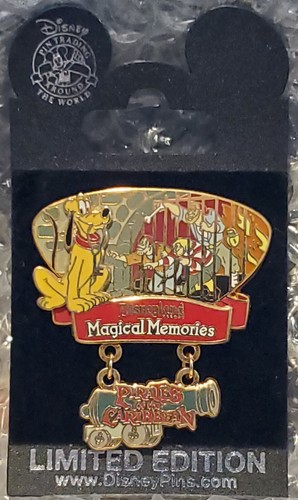 Disney
PIN TRADING
AROUND
THE WORLD
Disneyland
Magical Memories
PIRATES
of the
CARIBBEAN
LIMITED EDITION
www.DisneyPins.com